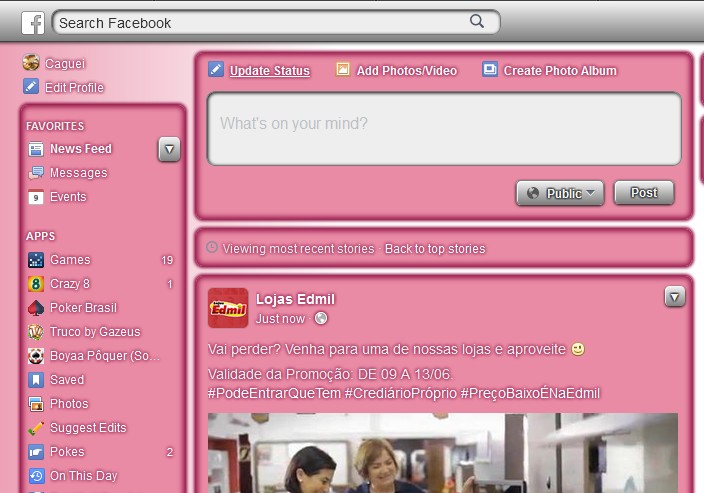 Search Facebook
Caguei
Edit Profile
FAVORITES
News Feed
Messages
9 Events
APPS
Games 19
8 Crazy 8 1
Poker Brasil
Truco by Gazeus
Boyaa Pôquer (So...
Saved
Photos
Suggest Edits
Pokes 2
On This Day
Update Status Add Photos/Video Create Photo Album
What's on your mind?
Public Post
Viewing most recent stories · Back to top stories
Edmil
Lojas Edmil
Just now ·
Vai perder? Venha para uma de nossas lojas e aproveite
Validade da Promoção: DE 09 A 13/06.
#PodeEntrarQueTem #CrediárioPróprio #PreçoBaixoÉNaEdmil